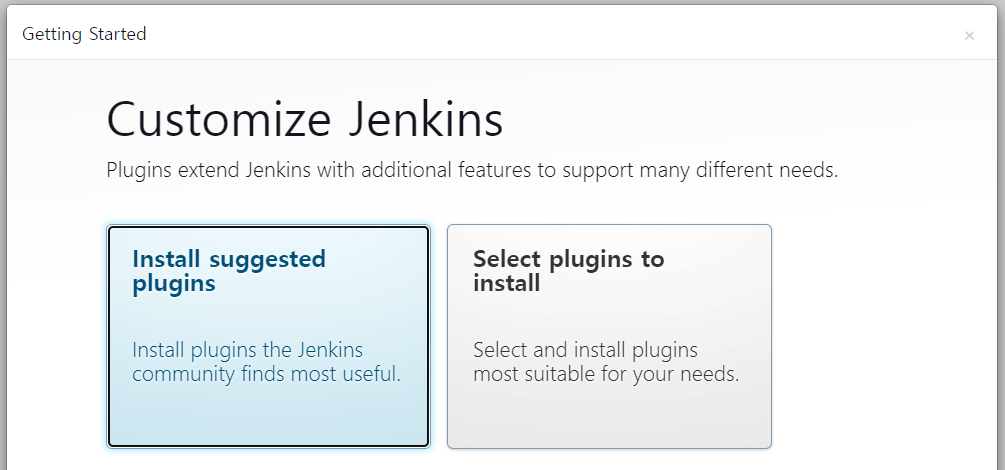 Getting Started
×
Customize Jenkins
Plugins extend Jenkins with additional features to support many different needs.
Install suggested
plugins
Install plugins the Jenkins
community finds most useful.
Select plugins to
install
Select and install plugins
most suitable for your needs.